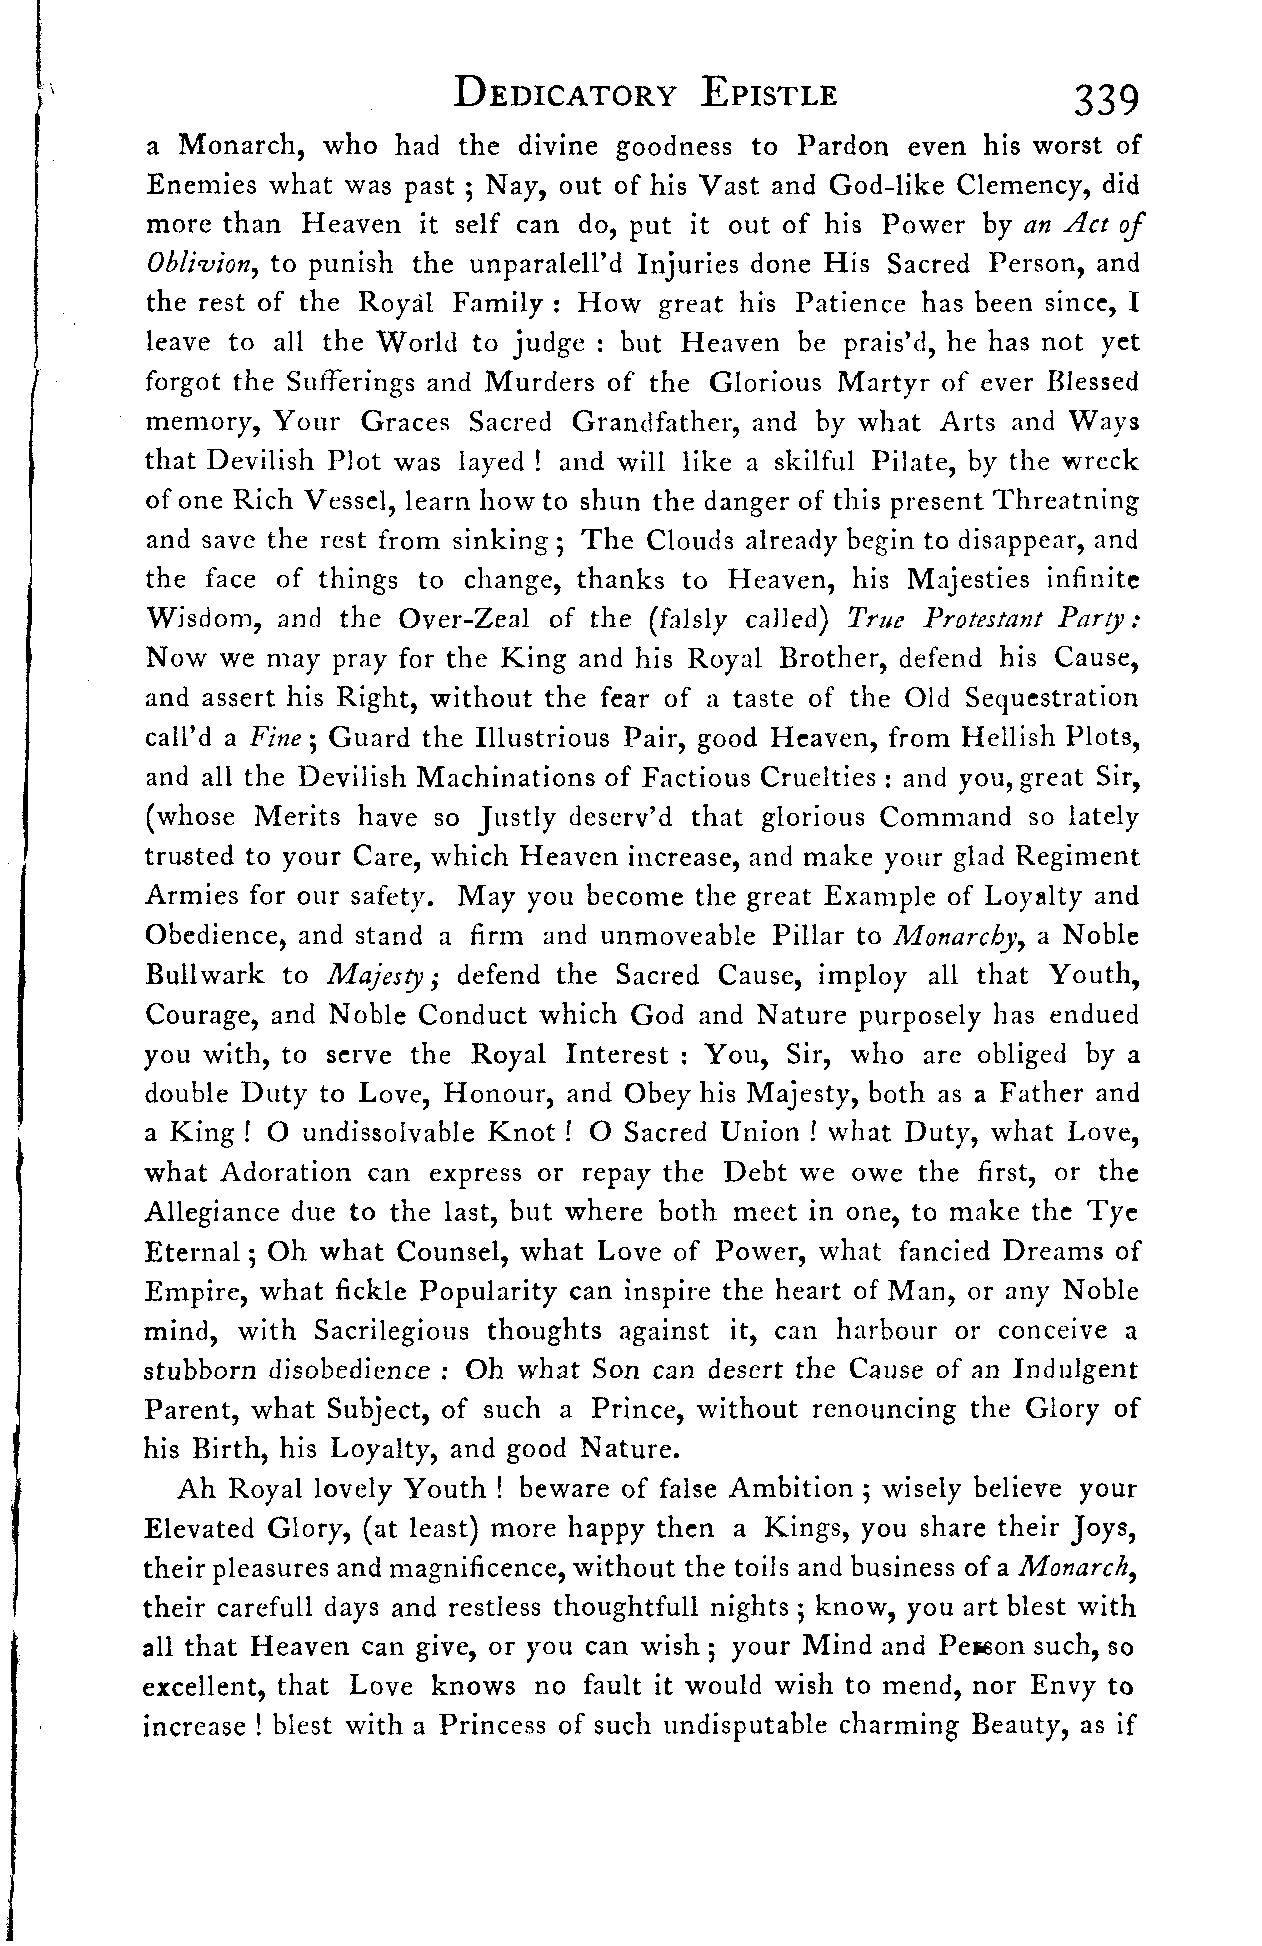 DEDICATORY EPISTLE 339
a Monarch, who had the divine goodness to Pardon even his worst of
Enemies what was past ; Nay, out of his Vast and God-like Clemency, did
more than Heaven it self can do, put it out of his Power by an Act of
Oblivion, to punish the unparalell'd Injuries done His Sacred Person, and
the rest of the Royal Family : How great his Patience has been since, I
leave to all the World to judge : but Heaven be prais'd, he has not yet
forgot the Sufferings and Murders of the Glorious Martyr of ever Blessed
memory, Your Graces Sacred Grandfather, and by what Arts and Ways
that Devilish Plot was layed ! and will like a skilful Pilate, by the wreck
of one Rich Vessel, learn how to shun the danger of this present Threatning
and save the rest from sinking ; The Clouds already begin to disappear, and
the face of things to change, thanks to Heaven, his Majesties infinite
Wisdom, and the Over-Zeal of the (falsly called) True Protestant Party :
Now we may pray for the King and his Royal Brother, defend his Cause,
and assert his Right, without the fear of a taste of the Old Sequestration
call'd a Fine ; Guard the Illustrious Pair, good Heaven, from Hellish Plots,
and all the Devilish Machinations of Factious Cruelties : and you, great Sir,
(whose Merits have so Justly deserv'd that glorious Command so lately
trusted to your Care, which Heaven increase, and make your glad Regiment
Armies for our safety. May you become the great Example of Loyalty and
Obedience, and stand a firm and unmoveable Pillar to Monarchy, a Noble
Bullwark to Majesty ; defend the Sacred Cause, imploy all that Youth,
Courage, and Noble Conduct which God and Nature purposely has endued
you with, to serve the Royal Interest : You, Sir, who are obliged by a
double Duty to Love, Honour, and Obey his Majesty, both as a Father and
a King ! O undissolvable Knot ! O Sacred Union ! what Duty, what Love,
what Adoration can express or repay the Debt we owe the first, or the
Allegiance due to the last, but where both meet in one, to make the Tye
Eternal ; Oh what Counsel, what Love of Power, what fancied Dreams of
Empire, what fickle Popularity can inspire the heart of Man, or any Noble
mind, with Sacrilegious thoughts against it, can harbour or conceive a
stubborn disobedience : Oh what Son can desert the Cause of an Indulgent
Parent, what Subject, of such a Prince, without renouncing the Glory of
his Birth, his Loyalty, and good Nature.
Ah Royal lovely Youth ! beware of false Ambition ; wisely believe your
Elevated Glory, (at least) more happy then a Kings, you share their Joys,
their pleasures and magnificence, without the toils and business of a Monarch,
their carefull days and restless thoughtfull nights ; know, you art blest with
all that Heaven can give, or you can wish ; your Mind and Person such, so
excellent, that Love knows no fault it would wish to mend, nor Envy to
increase ! blest with a Princess of such undisputable charming Beauty, as if